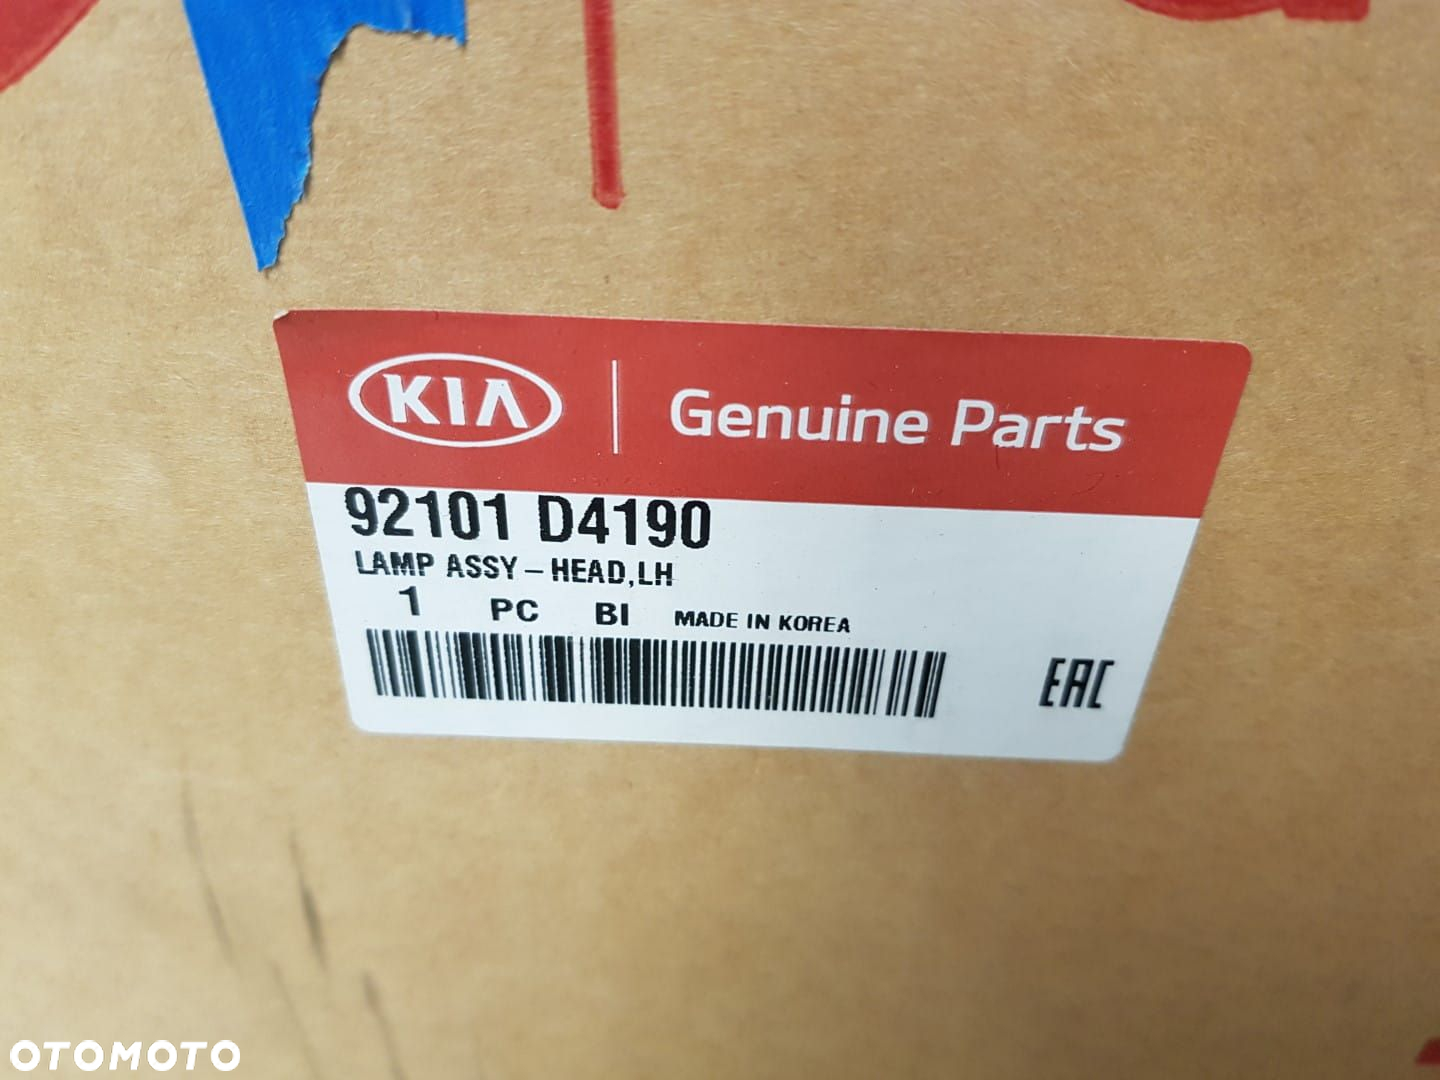 KIA Genuine Parts
92101 D4190
LAMP ASSY-HEAD,LH
1 PC BI MADE IN KOREA
EAC
OTOMOTO